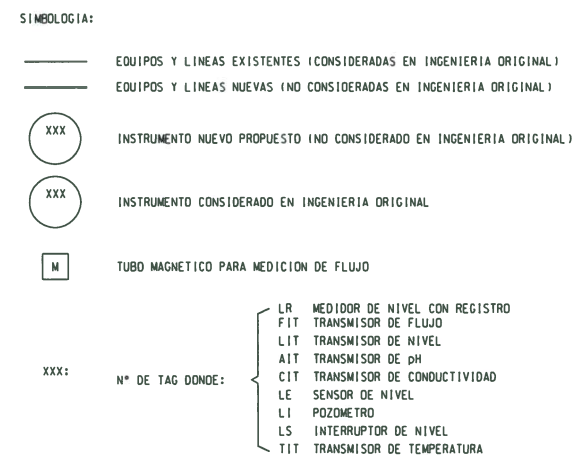 SIMBOLOGIA:
EQUIPOS Y LINEAS EXISTENTES (CONSIDERADAS EN INGENIERIA ORIGINAL)
EQUIPOS Y LINEAS NUEVAS (NO CONSIDERADAS EN INGENIERIA ORIGINAL)
XXX INSTRUMENTO NUEVO PROPUESTO (NO CONSIDERADO EN INGENIERIA ORIGINAL)
XXX INSTRUMENTO CONSIDERADO EN INGENIERIA ORIGINAL
M TUBO MAGNETICO PARA MEDICION DE FLUJO
XXX: N° DE TAG DONDE:
LR MEDIDOR DE NIVEL CON REGISTRO
FIT TRANSMISOR DE FLUJO
LIT TRANSMISOR DE NIVEL
AIT TRANSMISOR DE pH
CIT TRANSMISOR DE CONDUCTIVIDAD
LE SENSOR DE NIVEL
LI POZOMETRO
LS INTERRUPTOR DE NIVEL
TIT TRANSMISOR DE TEMPERATURA